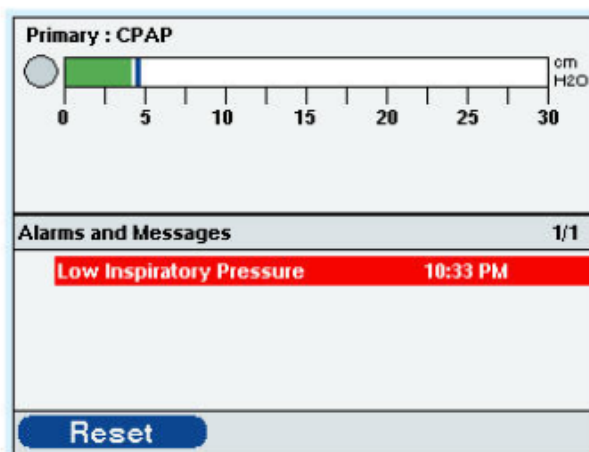 Primary : CPAP
cm
H2O
0 5 10 15 20 25 30
Alarms and Messages 1/1
Low Inspiratory Pressure 10:33 PM
Reset